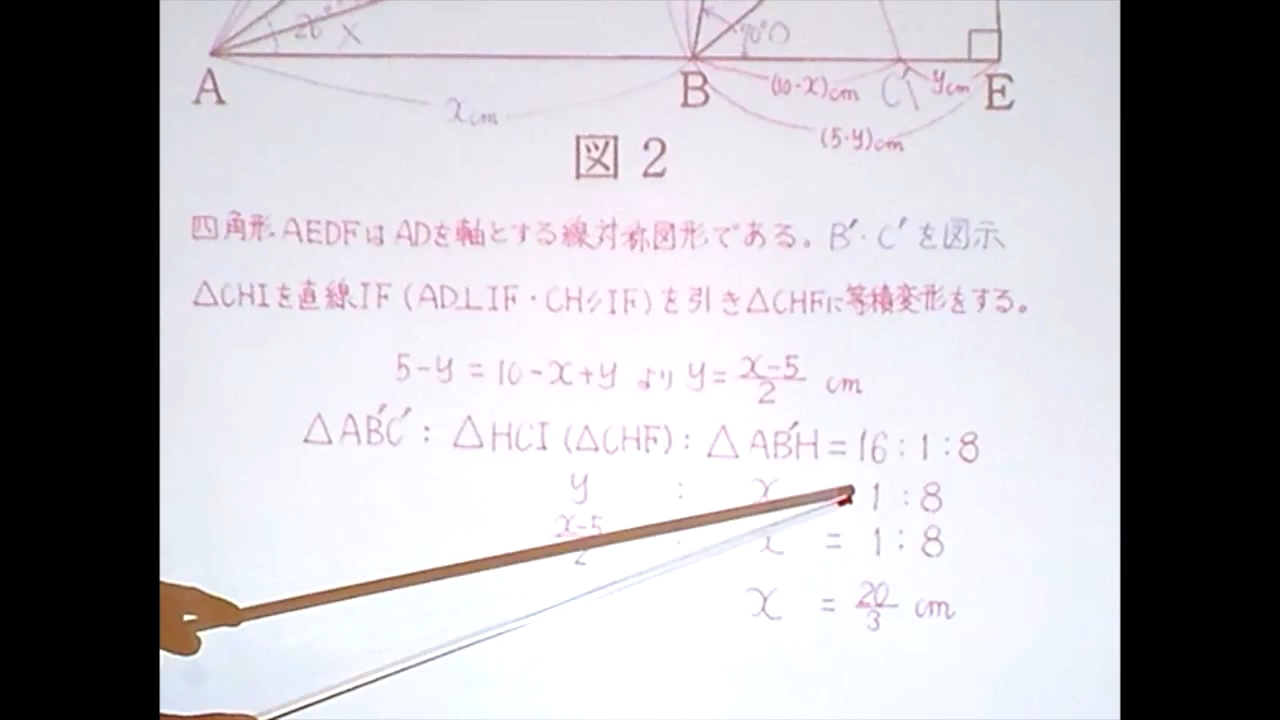 20° ×
70° O
A B C' E
x cm
(10-x)cm
y cm
(5-y)cm
図 2
四角形 AEDFは ADを軸とする線対称図形である。B'・C' を図示
△CHIを直線IF (AD⊥IF・CH∥IF)を引き△CHFに等積変形をする。
5-y = 10-x+y より y= x-5/2 cm
△AB'C' : △HCI (△CHF) : △AB'H = 16 : 1 : 8
y : x 1 : 8
x-5/2 : x = 1 : 8
x = 20/3 cm